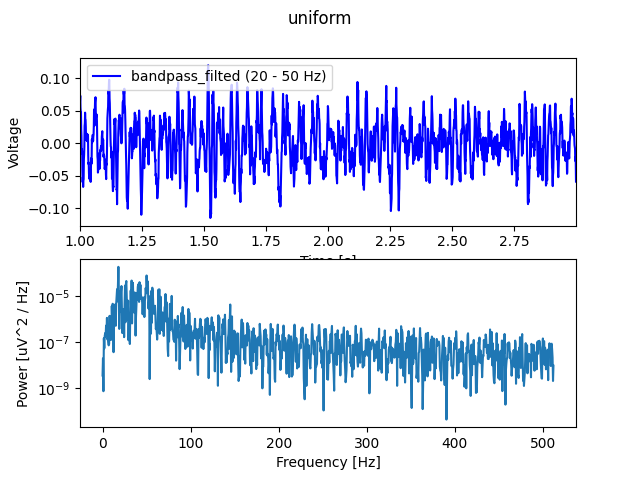 uniform
bandpass_filted (20 - 50 Hz)
Voltage
0.10
0.05
0.00
−0.05
−0.10
1.00 1.25 1.50 1.75 2.00 2.25 2.50 2.75
Time [s]
Power [uV^2 / Hz]
10^−5
10^−7
10^−9
0 100 200 300 400 500
Frequency [Hz]